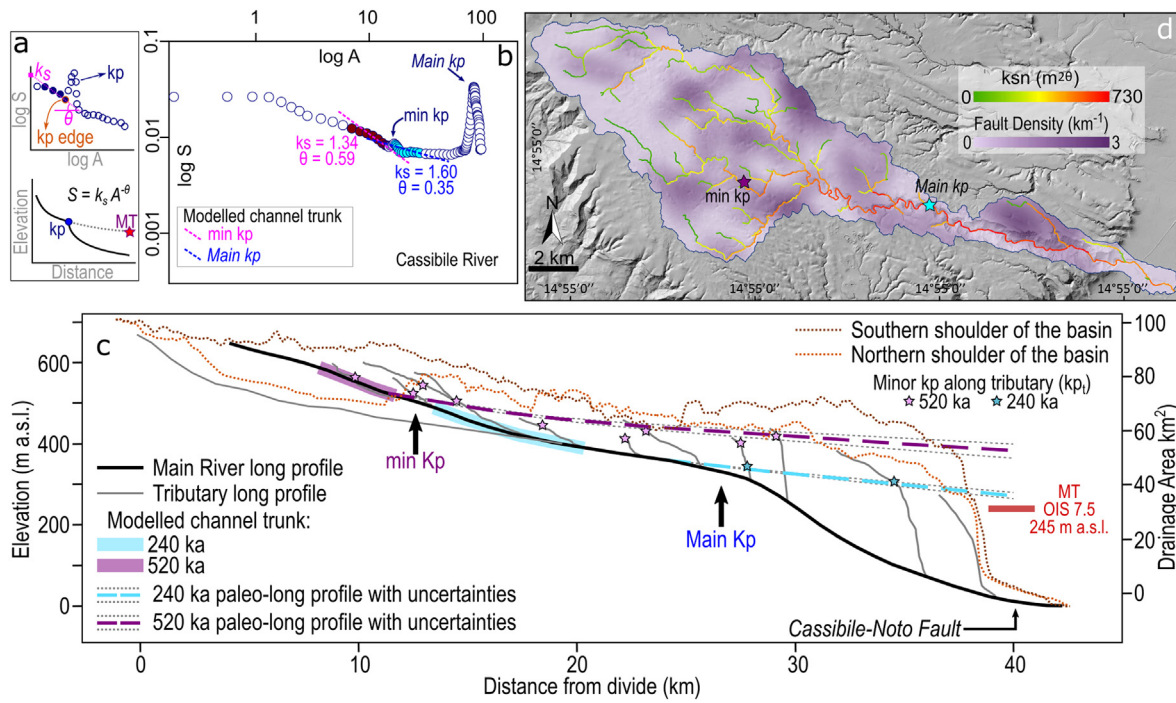 a
ks
kp
θ
kp edge
log S
log A
S = ks A-θ
MT
kp
Elevation
Distance
1 10 100
log A
b
0.1
0.01
0.001
log S
Main kp
min kp
ks = 1.34
θ = 0.59
ks = 1.60
θ = 0.35
Modelled channel trunk
min kp
Main kp
Cassibile River
d
ksn (m2θ)
0 730
Fault Density (km-1)
0 3
14°55'0"
min kp
Main kp
N
2 km
14°55'0" 14°55'0" 14°55'0" 14°55'0"
c
Southern shoulder of the basin
Northern shoulder of the basin
Minor kp along tributary (kpt)
520 ka 240 ka
min Kp
Main Kp
Main River long profile
Tributary long profile
Modelled channel trunk:
240 ka
520 ka
240 ka paleo-long profile with uncertainties
520 ka paleo-long profile with uncertainties
MT
OIS 7.5
245 m a.s.l.
Cassibile-Noto Fault
Elevation (m a.s.l.)
600
400
200
0
Drainage Area km2)
100
80
60
40
20
0
0 10 20 30 40
Distance from divide (km)